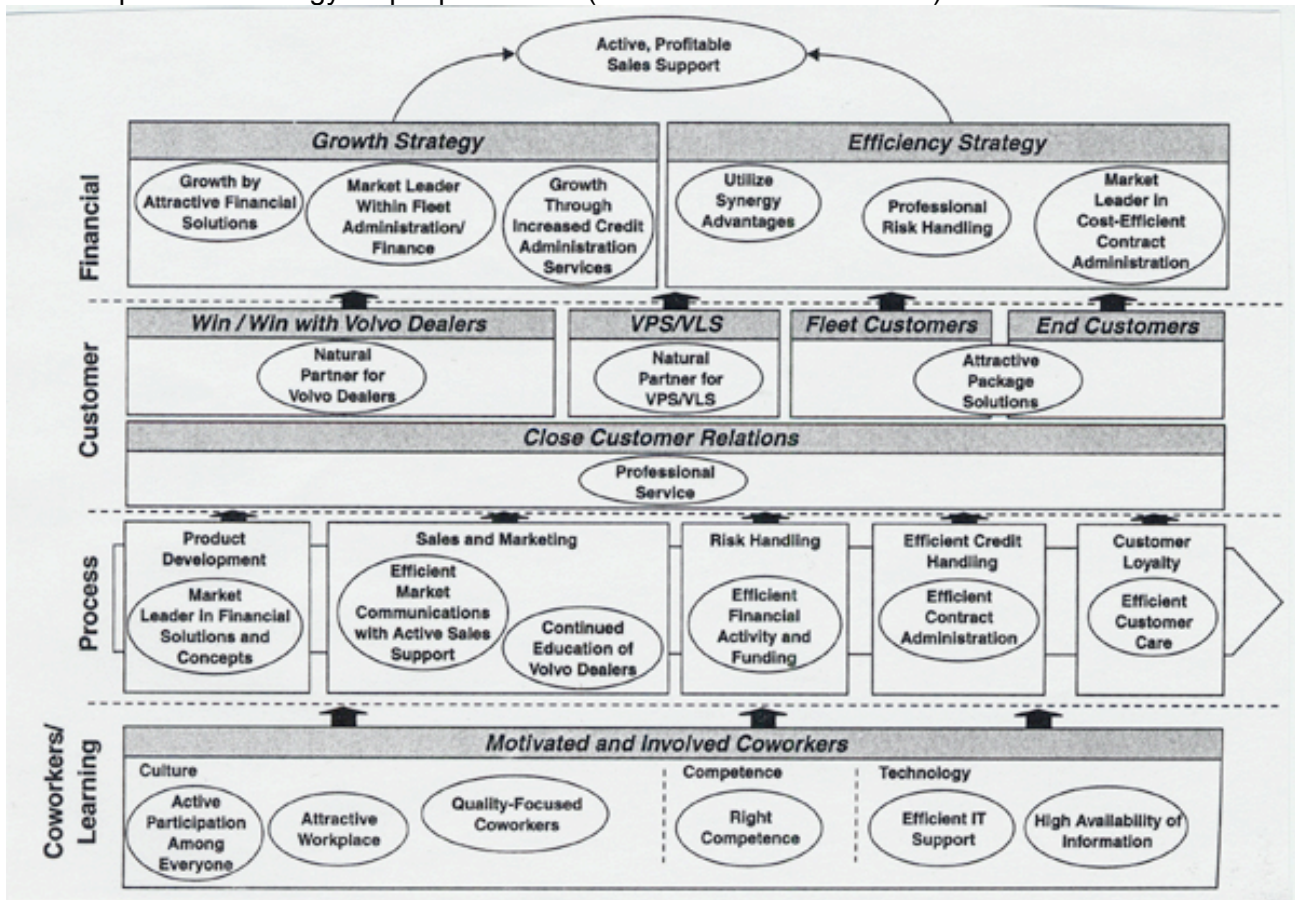 Active, Profitable
Sales Support
Financial
Growth Strategy
Growth by
Attractive Financial
Solutions
Market Leader
Within Fleet
Administration/
Finance
Growth
Through
Increased Credit
Administration
Services
Efficiency Strategy
Utilize
Synergy
Advantages
Professional
Risk Handling
Market
Leader in
Cost-Efficient
Contract
Administration
Customer
Win / Win with Volvo Dealers
Natural
Partner for
Volvo Dealers
VPS/VLS
Natural
Partner for
VPS/VLS
Fleet Customers
End Customers
Attractive
Package
Solutions
Close Customer Relations
Professional
Service
Process
Product
Development
Market
Leader in Financial
Solutions and
Concepts
Sales and Marketing
Efficient
Market
Communications
with Active Sales
Support
Continued
Education of
Volvo Dealers
Risk Handling
Efficient
Financial
Activity and
Funding
Efficient Credit
Handling
Efficient
Contract
Administration
Customer
Loyalty
Efficient
Customer
Care
Coworkers/
Learning
Motivated and Involved Coworkers
Culture
Active
Participation
Among
Everyone
Attractive
Workplace
Quality-Focused
Coworkers
Competence
Right
Competence
Technology
Efficient IT
Support
High Availability of
Information